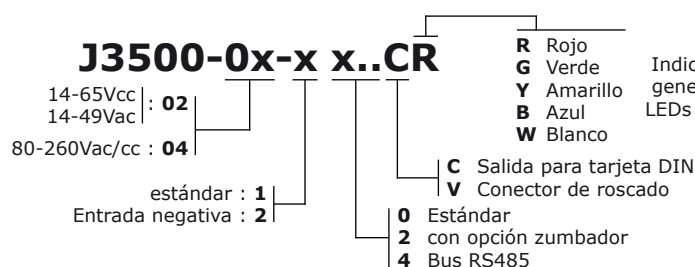 J3500-0x-x x..CR
R Rojo
G Verde
Y Amarillo
B Azul
W Blanco
LEDs
14-65Vcc
14-49Vac
: 02
80-260Vac/cc : 04
C Salida para tarjeta DIN
V Conector de roscado
estándar : 1
Entrada negativa : 2
0 Estándar
2 con opción zumbador
4 Bus RS485